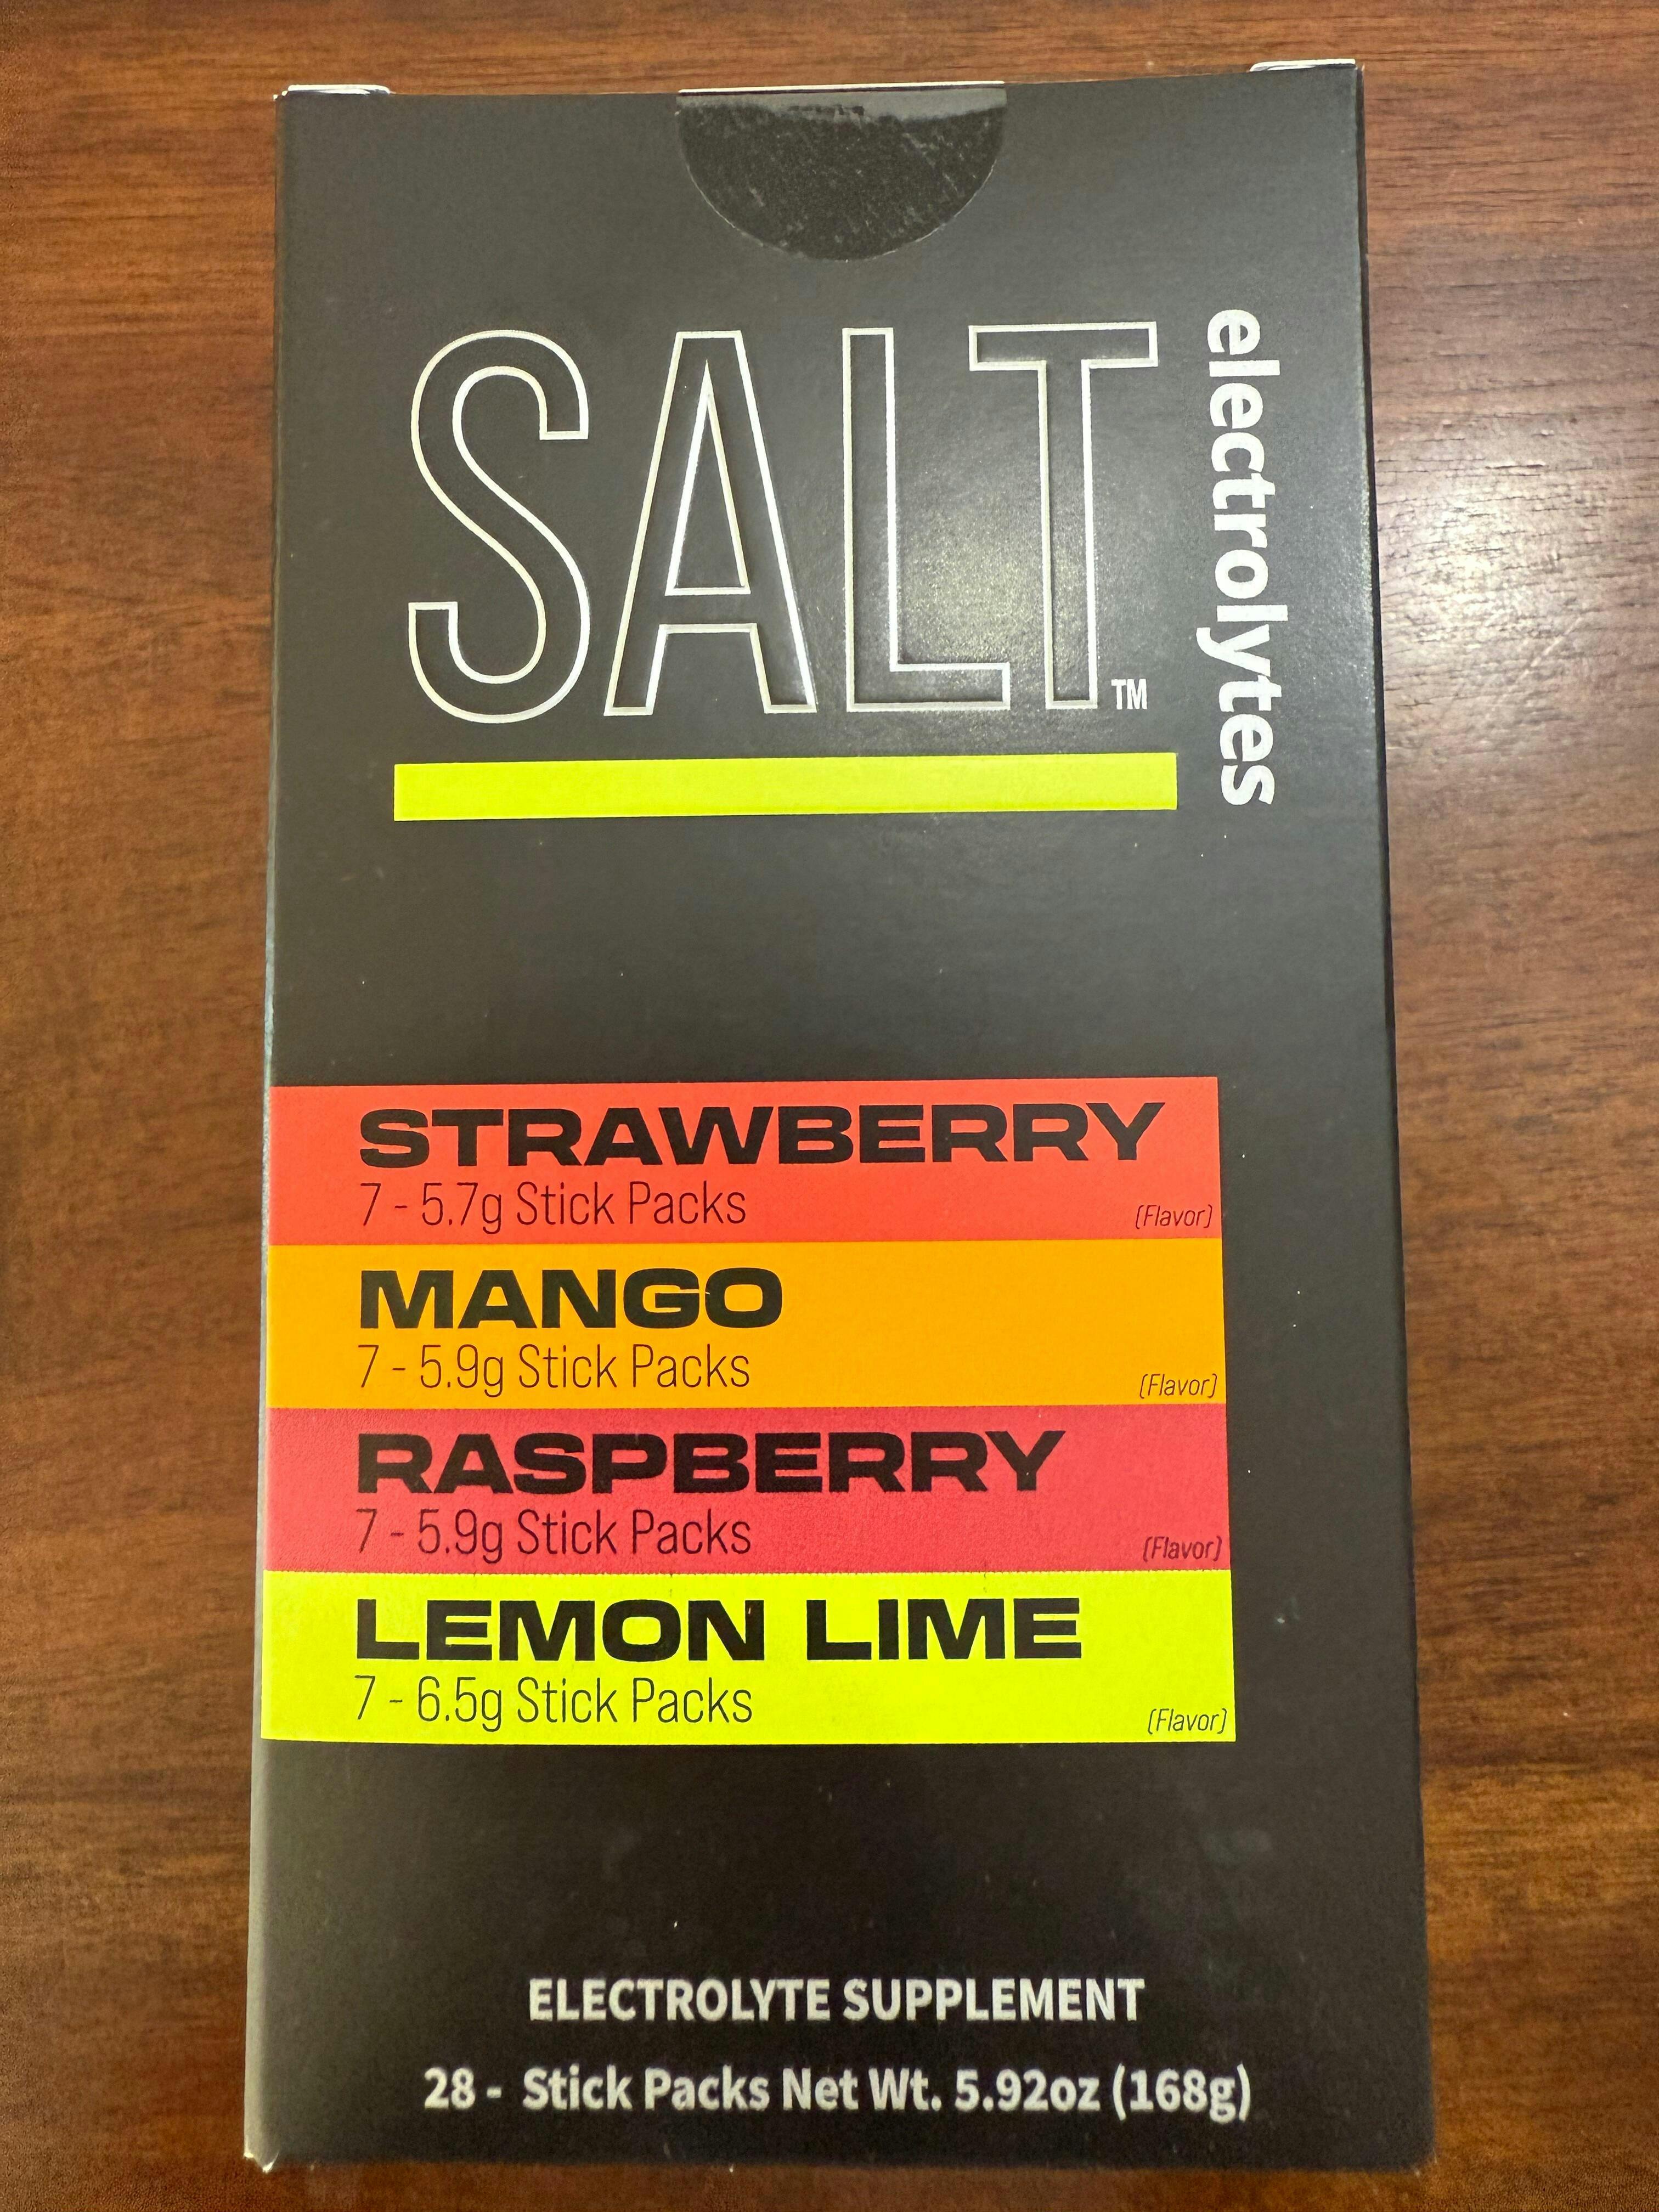 SALT™
electrolytes
STRAWBERRY
7 - 5.7g Stick Packs
(Flavor)
MANGO
7 - 5.9g Stick Packs
(Flavor)
RASPBERRY
7 - 5.9g Stick Packs
(Flavor)
LEMON LIME
7 - 6.5g Stick Packs
(Flavor)
ELECTROLYTE SUPPLEMENT
28 - Stick Packs Net Wt. 5.92oz (168g)